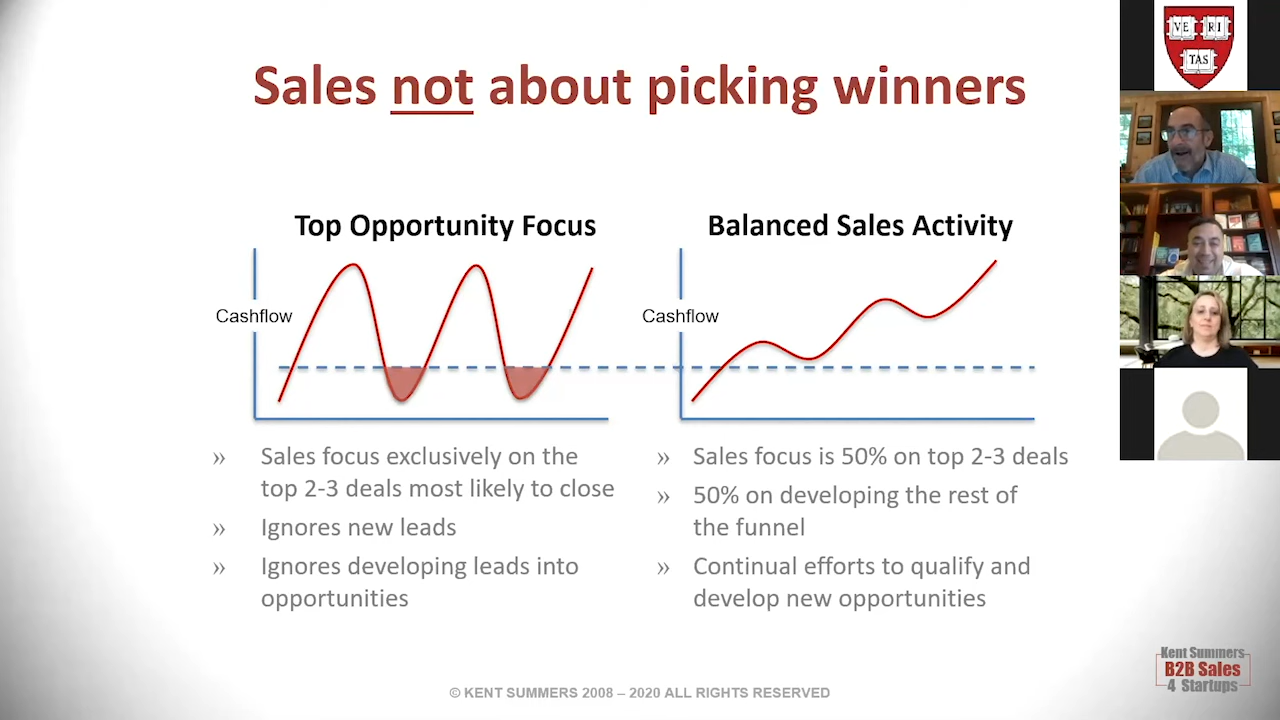 Sales not about picking winners
Top Opportunity Focus
Cashflow
» Sales focus exclusively on the
top 2-3 deals most likely to close
» Ignores new leads
» Ignores developing leads into
opportunities
Balanced Sales Activity
Cashflow
» Sales focus is 50% on top 2-3 deals
» 50% on developing the rest of
the funnel
» Continual efforts to qualify and
develop new opportunities
© KENT SUMMERS 2008 – 2020 ALL RIGHTS RESERVED
VE RI
TAS
Kent Summers
B2B Sales
4 Startups